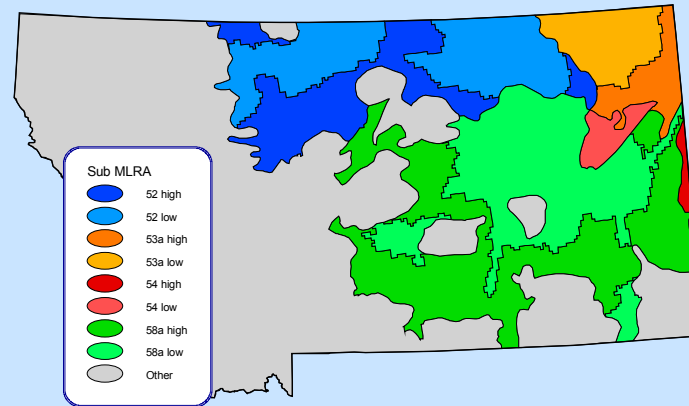 Sub MLRA
52 high
52 low
53a high
53a low
54 high
54 low
58a high
58a low
Other